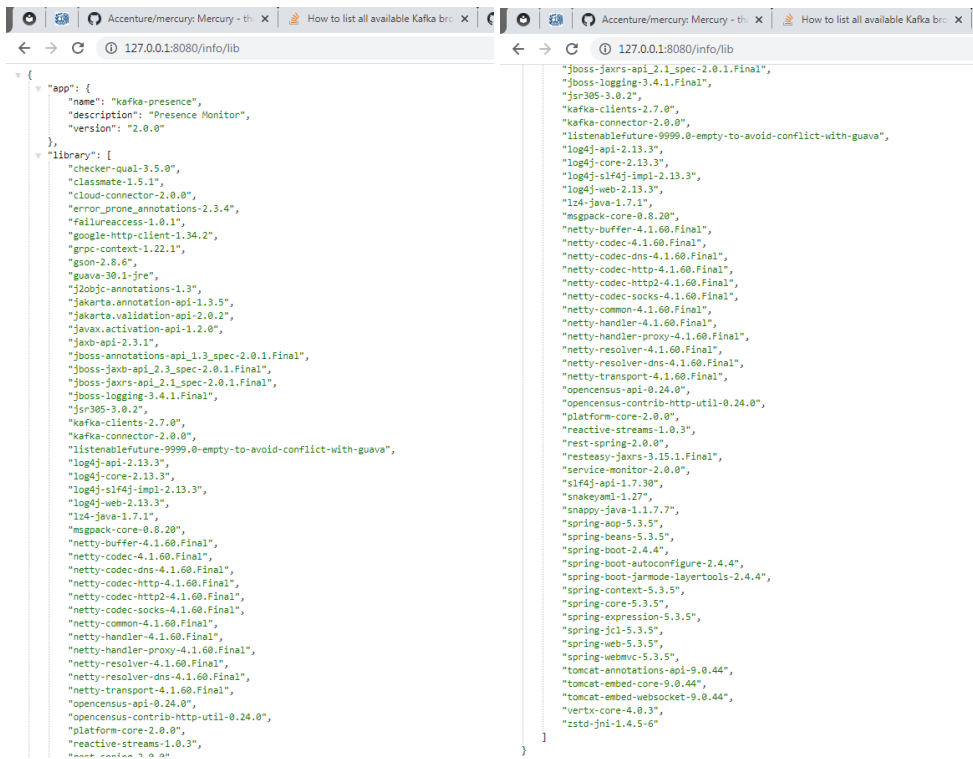 Accenture/mercury: Mercury - th
How to list all available Kafka bro
127.0.0.1:8080/info/lib
{
"app": {
"name": "kafka-presence",
"description": "Presence Monitor",
"version": "2.0.0"
},
"library": [
"checker-qual-3.5.0",
"classmate-1.5.1",
"cloud-connector-2.0.0",
"error_prone_annotations-2.3.4",
"failureaccess-1.0.1",
"google-http-client-1.34.2",
"grpc-context-1.22.1",
"gson-2.8.6",
"guava-30.1-jre",
"j2objc-annotations-1.3",
"jakarta.annotation-api-1.3.5",
"jakarta.validation-api-2.0.2",
"javax.activation-api-1.2.0",
"jaxb-api-2.3.1",
"jboss-annotations-api_1.3_spec-2.0.1.Final",
"jboss-jaxb-api_2.3_spec-2.0.1.Final",
"jboss-jaxrs-api_2.1_spec-2.0.1.Final",
"jboss-logging-3.4.1.Final",
"jsr305-3.0.2",
"kafka-clients-2.7.0",
"kafka-connector-2.0.0",
"listenablefuture-9999.0-empty-to-avoid-conflict-with-guava",
"log4j-api-2.13.3",
"log4j-core-2.13.3",
"log4j-slf4j-impl-2.13.3",
"log4j-web-2.13.3",
"lz4-java-1.7.1",
"msgpack-core-0.8.20",
"netty-buffer-4.1.60.Final",
"netty-codec-4.1.60.Final",
"netty-codec-dns-4.1.60.Final",
"netty-codec-http-4.1.60.Final",
"netty-codec-http2-4.1.60.Final",
"netty-codec-socks-4.1.60.Final",
"netty-common-4.1.60.Final",
"netty-handler-4.1.60.Final",
"netty-handler-proxy-4.1.60.Final",
"netty-resolver-4.1.60.Final",
"netty-resolver-dns-4.1.60.Final",
"netty-transport-4.1.60.Final",
"opencensus-api-0.24.0",
"opencensus-contrib-http-util-0.24.0",
"platform-core-2.0.0",
"reactive-streams-1.0.3",
"rest-spring-2.0.0"
Accenture/mercury: Mercury - th
How to list all available Kafka bro
127.0.0.1:8080/info/lib
"jboss-jaxrs-api_2.1_spec-2.0.1.Final",
"jboss-logging-3.4.1.Final",
"jsr305-3.0.2",
"kafka-clients-2.7.0",
"kafka-connector-2.0.0",
"listenablefuture-9999.0-empty-to-avoid-conflict-with-guava",
"log4j-api-2.13.3",
"log4j-core-2.13.3",
"log4j-slf4j-impl-2.13.3",
"log4j-web-2.13.3",
"lz4-java-1.7.1",
"msgpack-core-0.8.20",
"netty-buffer-4.1.60.Final",
"netty-codec-4.1.60.Final",
"netty-codec-dns-4.1.60.Final",
"netty-codec-http-4.1.60.Final",
"netty-codec-http2-4.1.60.Final",
"netty-codec-socks-4.1.60.Final",
"netty-common-4.1.60.Final",
"netty-handler-4.1.60.Final",
"netty-handler-proxy-4.1.60.Final",
"netty-resolver-4.1.60.Final",
"netty-resolver-dns-4.1.60.Final",
"netty-transport-4.1.60.Final",
"opencensus-api-0.24.0",
"opencensus-contrib-http-util-0.24.0",
"platform-core-2.0.0",
"reactive-streams-1.0.3",
"rest-spring-2.0.0",
"resteasy-jaxrs-3.15.1.Final",
"service-monitor-2.0.0",
"slf4j-api-1.7.30",
"snakeyaml-1.27",
"snappy-java-1.1.7.7",
"spring-aop-5.3.5",
"spring-beans-5.3.5",
"spring-boot-2.4.4",
"spring-boot-autoconfigure-2.4.4",
"spring-boot-jarmode-layertools-2.4.4",
"spring-context-5.3.5",
"spring-core-5.3.5",
"spring-expression-5.3.5",
"spring-jcl-5.3.5",
"spring-web-5.3.5",
"spring-webmvc-5.3.5",
"tomcat-annotations-api-9.0.44",
"tomcat-embed-core-9.0.44",
"tomcat-embed-websocket-9.0.44",
"vertx-core-4.0.3",
"zstd-jni-1.4.5-6"
]
}